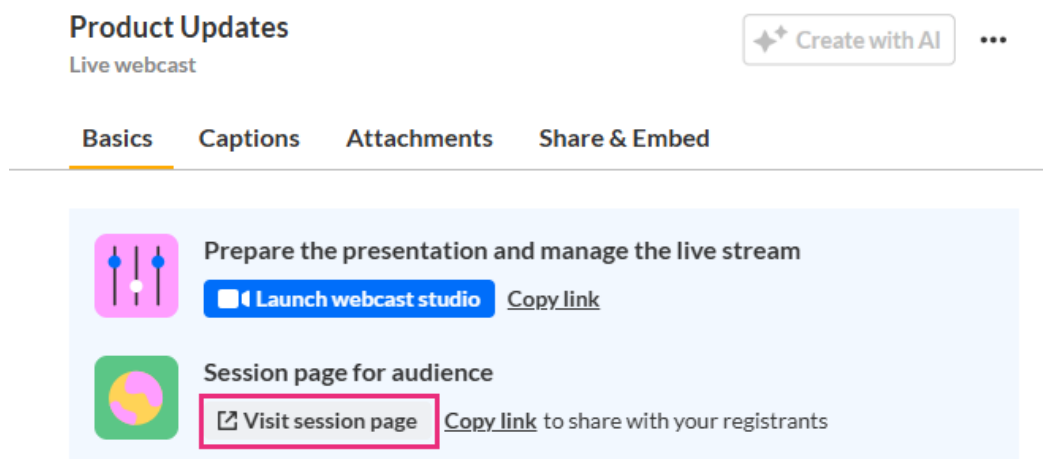 Product Updates
Create with AI
Live webcast
Basics Captions Attachments Share & Embed
Prepare the presentation and manage the live stream
Launch webcast studio Copy link
Session page for audience
Visit session page Copy link to share with your registrants